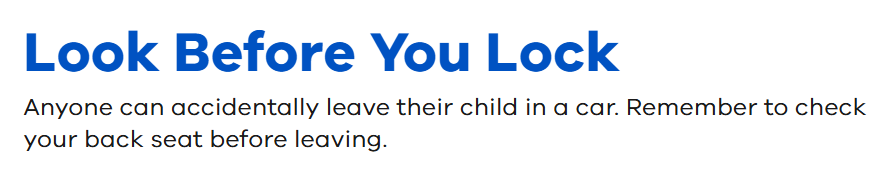 Look Before You Lock
Anyone can accidentally leave their child in a car. Remember to check
your back seat before leaving.